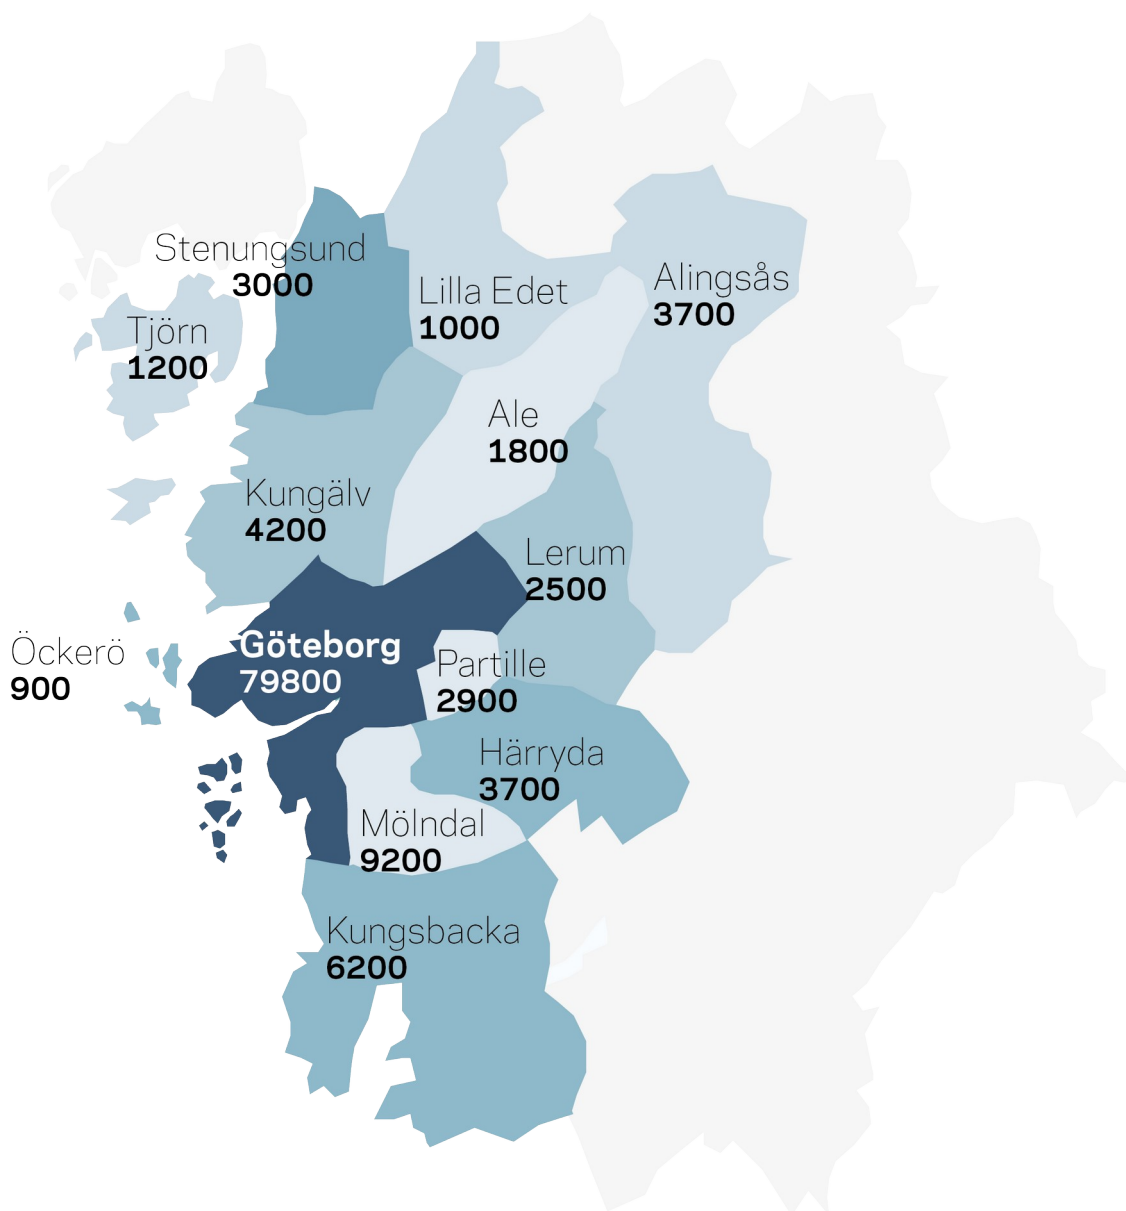 Stenungsund
3000
Lilla Edet
1000
Alingsås
3700
Tjörn
1200
Ale
1800
Kungälv
4200
Lerum
2500
Öckerö
900
Göteborg
79800
Partille
2900
Härryda
3700
Mölndal
9200
Kungsbacka
6200